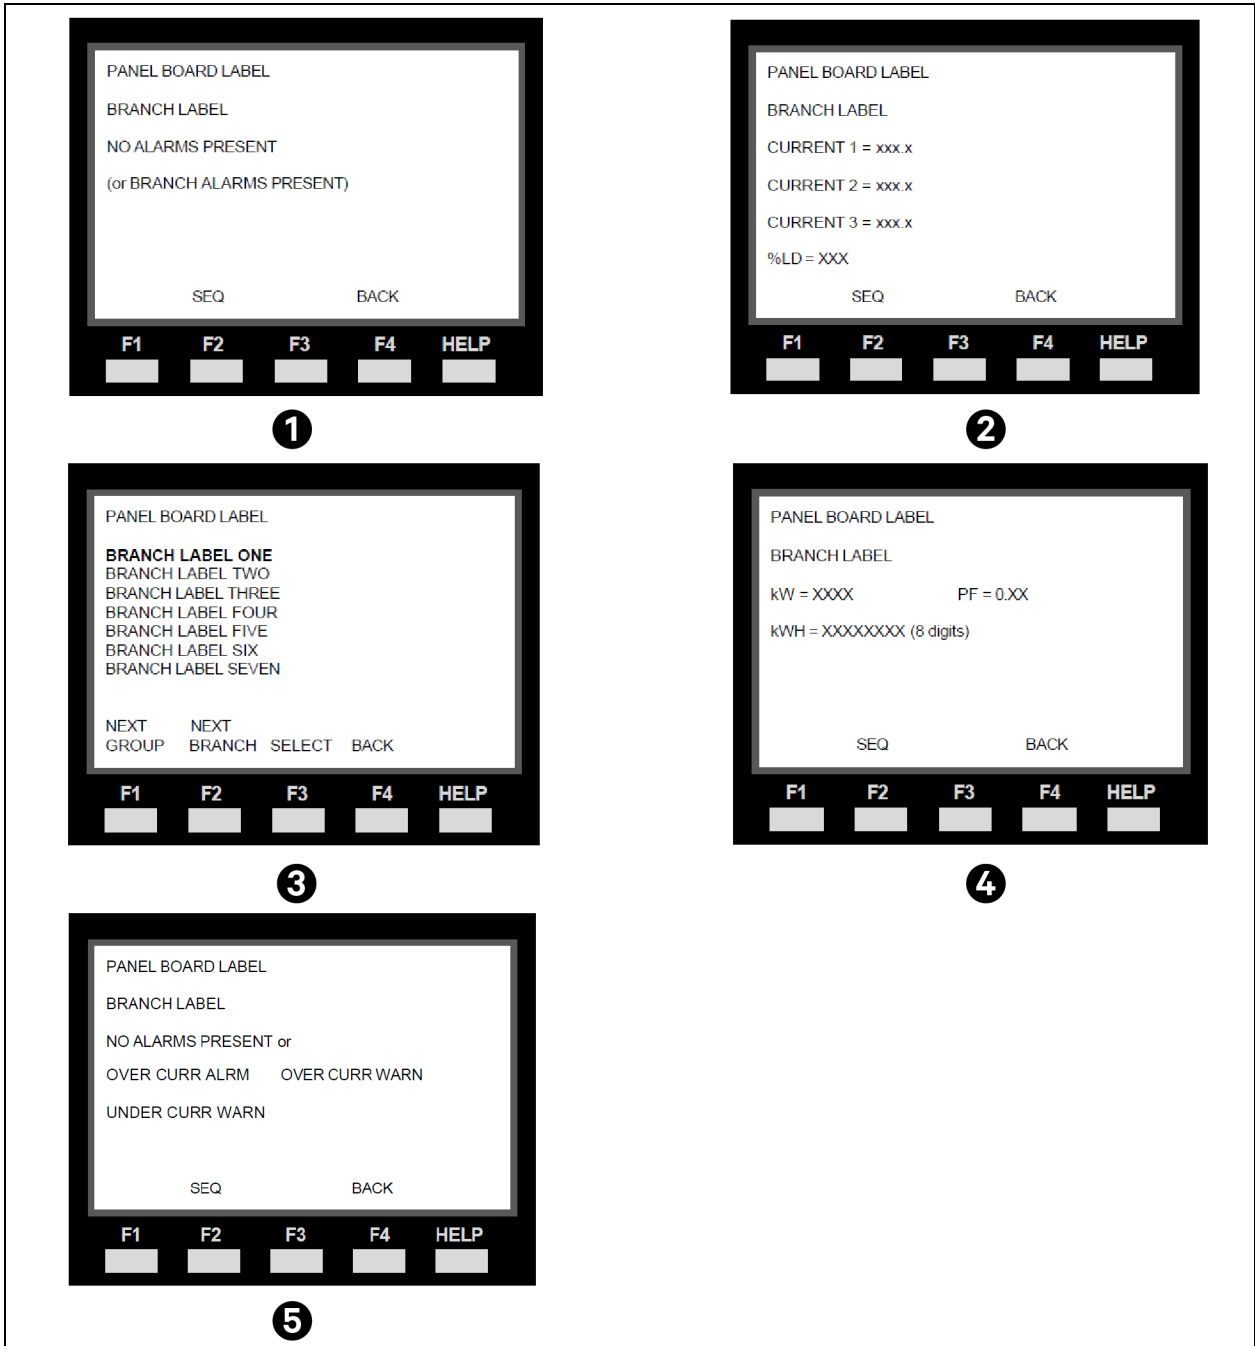 PANEL BOARD LABEL
BRANCH LABEL
NO ALARMS PRESENT
(or BRANCH ALARMS PRESENT)
SEQ BACK
F1 F2 F3 F4 HELP
1
PANEL BOARD LABEL
BRANCH LABEL
CURRENT 1 = xxx.x
CURRENT 2 = xxx.x
CURRENT 3 = xxx.x
%LD = XXX
SEQ BACK
F1 F2 F3 F4 HELP
2
PANEL BOARD LABEL
BRANCH LABEL ONE
BRANCH LABEL TWO
BRANCH LABEL THREE
BRANCH LABEL FOUR
BRANCH LABEL FIVE
BRANCH LABEL SIX
BRANCH LABEL SEVEN
NEXT NEXT
GROUP BRANCH SELECT BACK
F1 F2 F3 F4 HELP
3
PANEL BOARD LABEL
BRANCH LABEL
kW = XXXX PF = 0.XX
kWH = XXXXXXXX (8 digits)
SEQ BACK
F1 F2 F3 F4 HELP
4
PANEL BOARD LABEL
BRANCH LABEL
NO ALARMS PRESENT or
OVER CURR ALRM OVER CURR WARN
UNDER CURR WARN
SEQ BACK
F1 F2 F3 F4 HELP
5